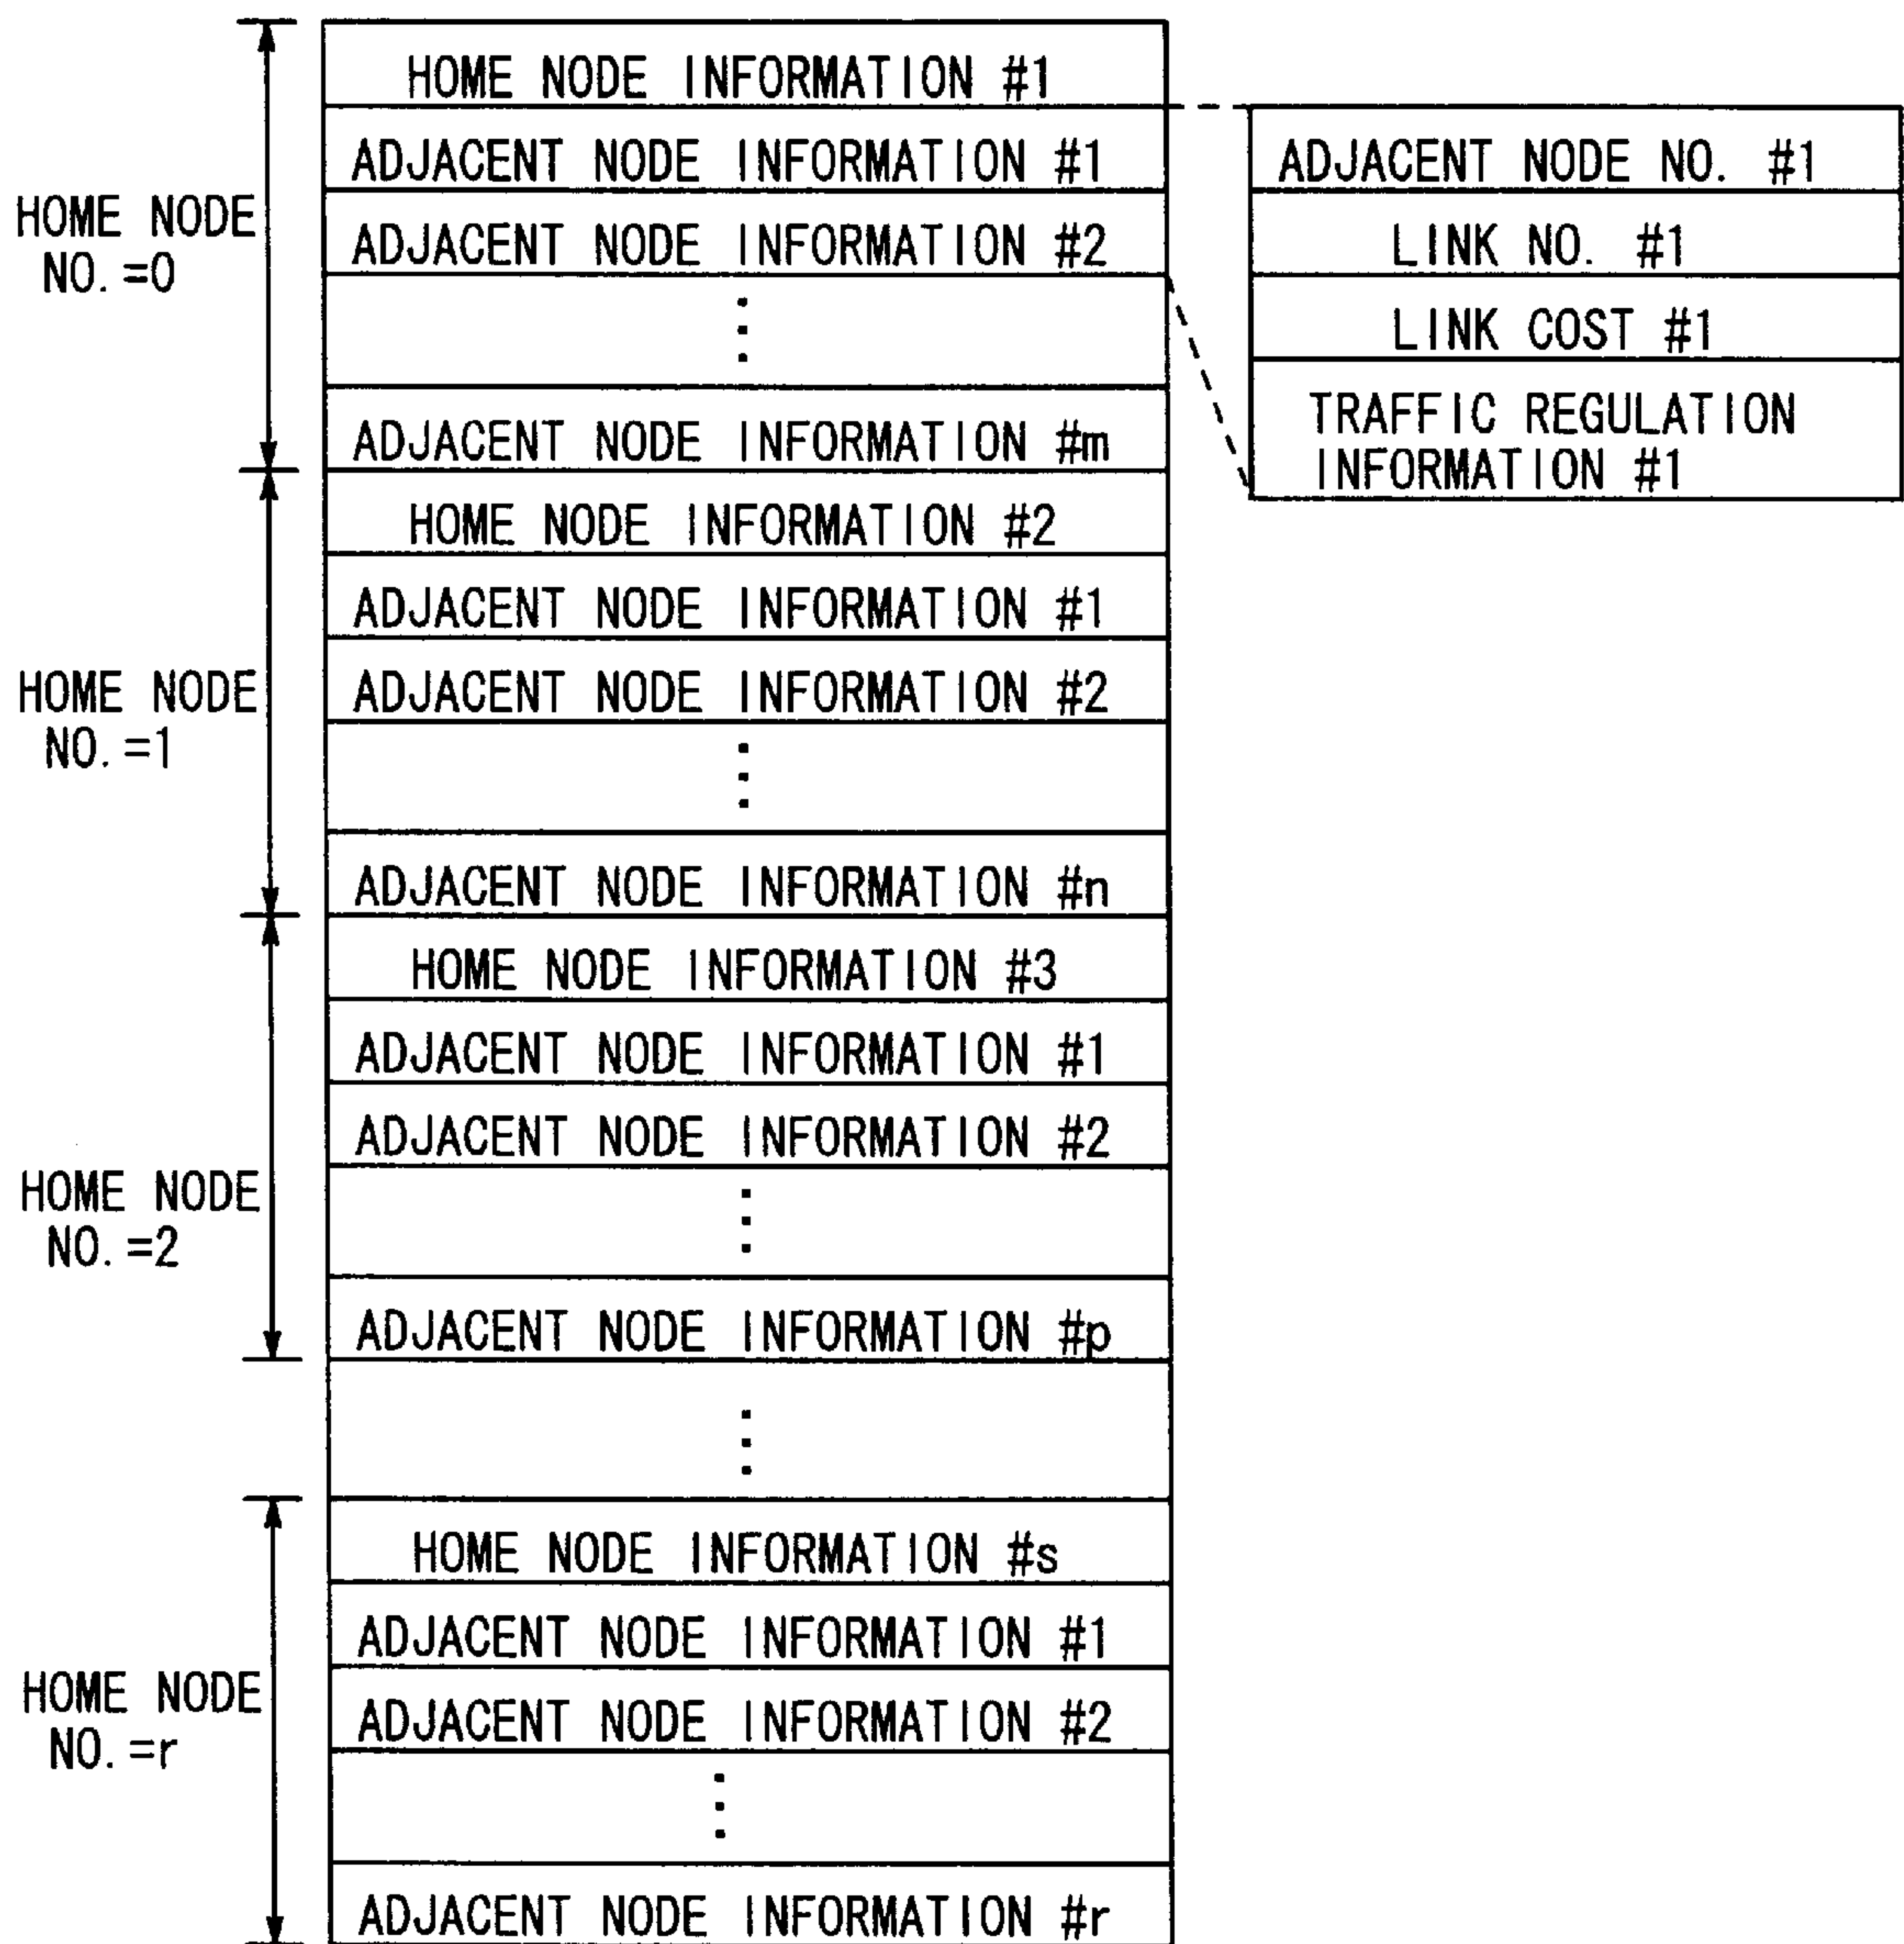 HOME NODE INFORMATION #1
ADJACENT NODE INFORMATION #1
ADJACENT NODE INFORMATION #2
ADJACENT NODE INFORMATION #m
HOME NODE
NO.=0
ADJACENT NODE NO. #1
LINK NO. #1
LINK COST #1
TRAFFIC REGULATION
INFORMATION #1
HOME NODE INFORMATION #2
ADJACENT NODE INFORMATION #1
ADJACENT NODE INFORMATION #2
ADJACENT NODE INFORMATION #n
HOME NODE
NO.=1
HOME NODE INFORMATION #3
ADJACENT NODE INFORMATION #1
ADJACENT NODE INFORMATION #2
ADJACENT NODE INFORMATION #p
HOME NODE
NO.=2
HOME NODE INFORMATION #s
ADJACENT NODE INFORMATION #1
ADJACENT NODE INFORMATION #2
ADJACENT NODE INFORMATION #r
HOME NODE
NO.=r